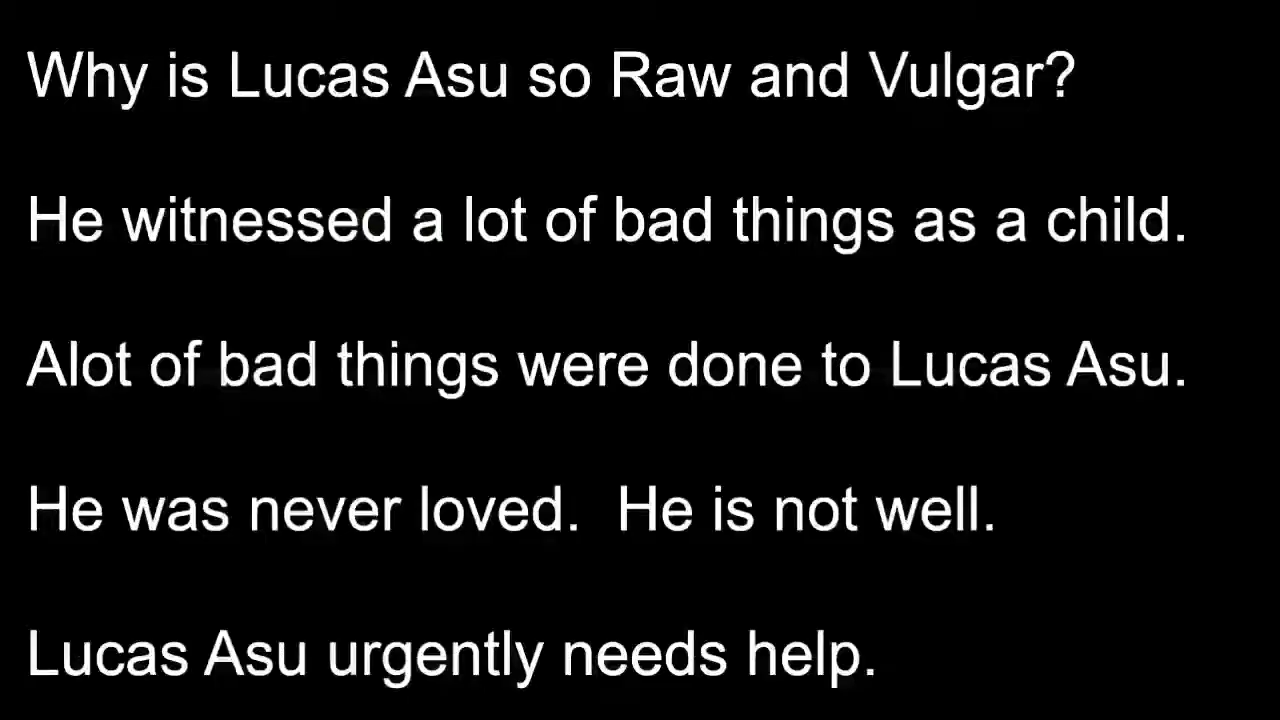 Why is Lucas Asu so Raw and Vulgar?
He witnessed a lot of bad things as a child.
Alot of bad things were done to Lucas Asu.
He was never loved.  He is not well.
Lucas Asu urgently needs help.